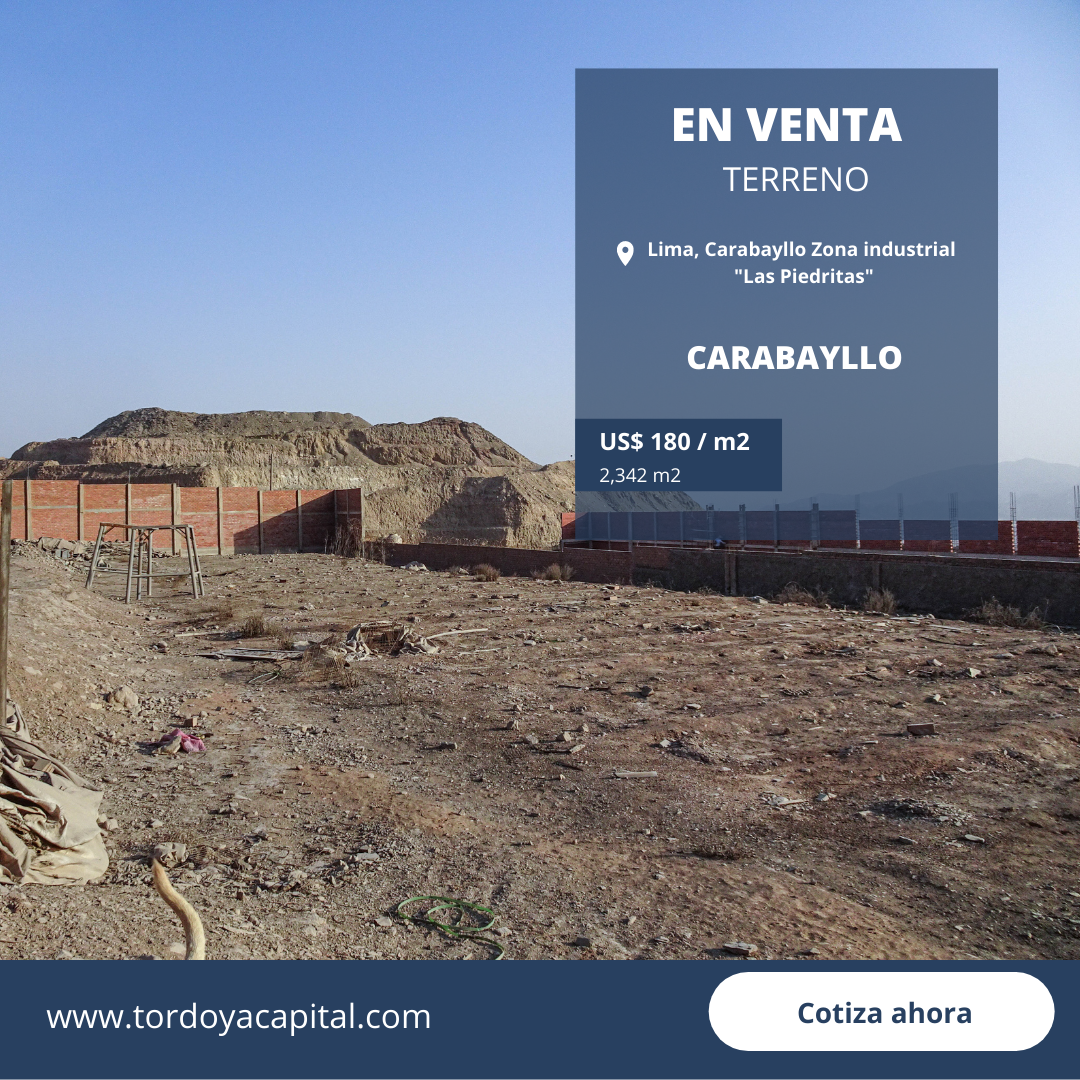 EN VENTA
TERRENO
Lima, Carabayllo Zona industrial
"Las Piedritas"
CARABAYLLO
US$ 180 / m2
2,342 m2
www.tordoyacapital.com
Cotiza ahora